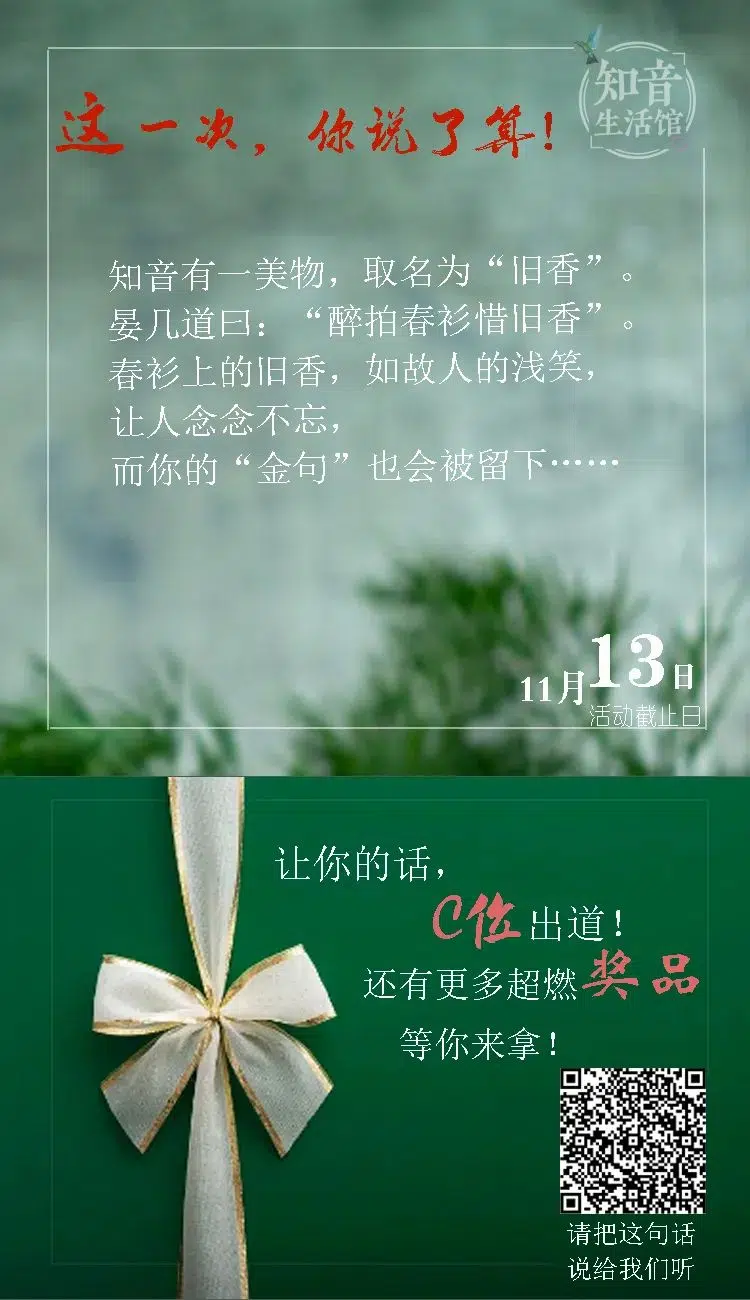 知音
生活馆
这一次，你说了算！
知音有一美物，取名为“旧香”。
晏几道曰：“醉拍春衫惜旧香”。
春衫上的旧香，如故人的浅笑，
让人念念不忘，
而你的“金句”也会被留下……
11月13日
活动截止日
让你的话，
C位出道！
还有更多超燃奖品
等你来拿！
请把这句话
说给我们听